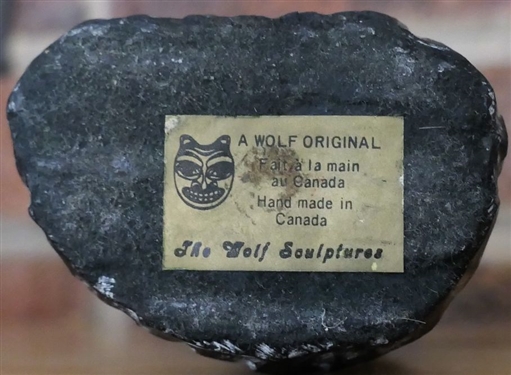 A WOLF ORIGINAL
Fait à la main
au Canada
Hand made in
Canada
The Wolf Sculptures